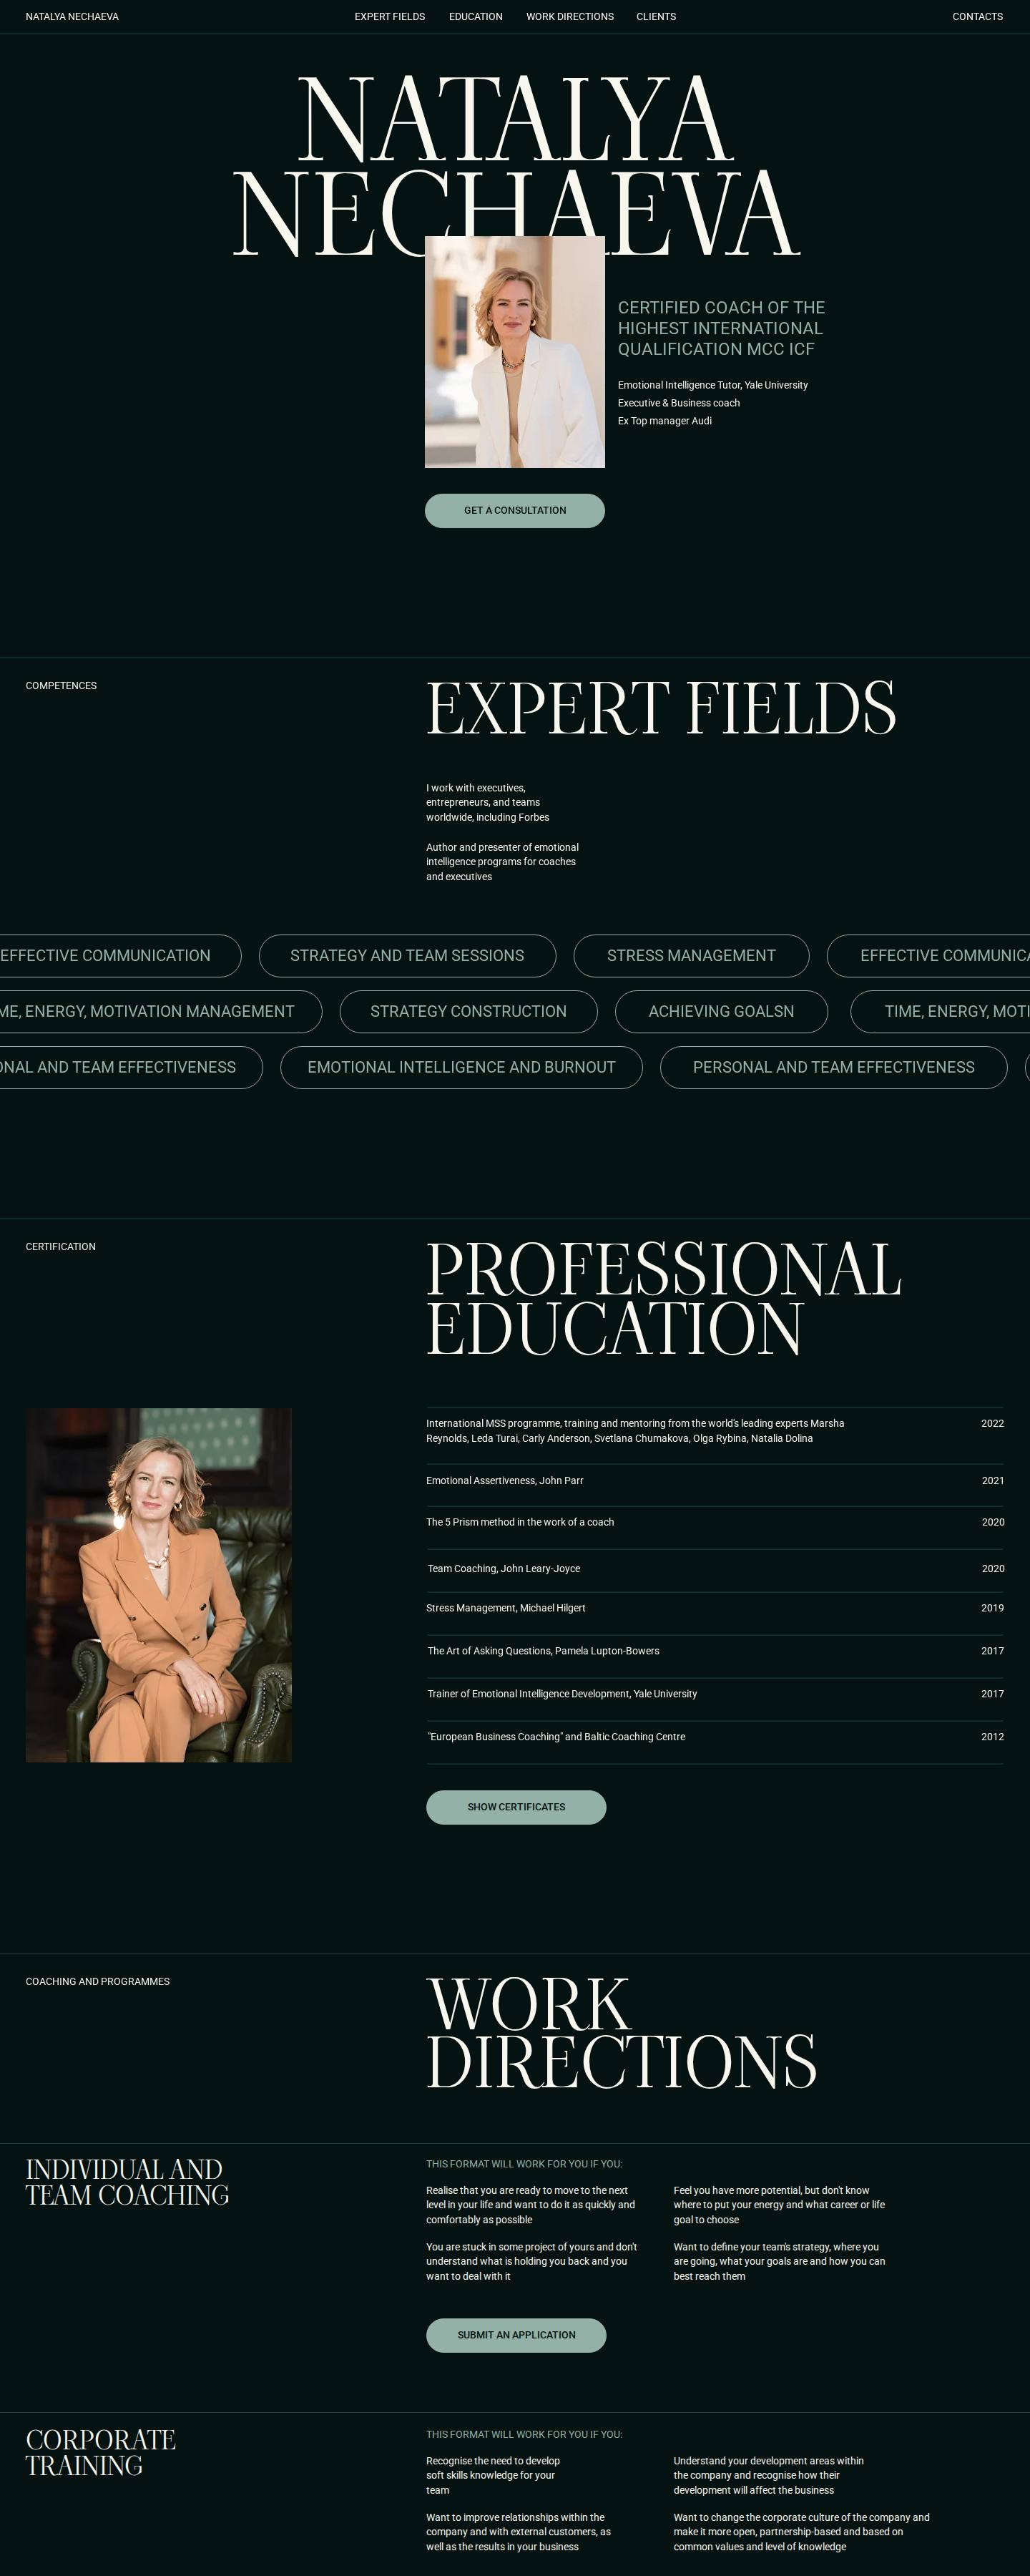 NATALYA NECHAEVA
EXPERT FIELDS
EDUCATION
WORK DIRECTIONS
CLIENTS
CONTACTS
NATALYA
NECHAEVA
CERTIFIED COACH OF THE
HIGHEST INTERNATIONAL
QUALIFICATION MCC ICF
Emotional Intelligence Tutor, Yale University
Executive & Business coach
Ex Top manager Audi
GET A CONSULTATION
COMPETENCES
EXPERT FIELDS
I work with executives,
entrepreneurs, and teams
worldwide, including Forbes
Author and presenter of emotional
intelligence programs for coaches
and executives
EFFECTIVE COMMUNICATION
STRATEGY AND TEAM SESSIONS
STRESS MANAGEMENT
EFFECTIVE COMMUNICA
ME, ENERGY, MOTIVATION MANAGEMENT
STRATEGY CONSTRUCTION
ACHIEVING GOALSN
TIME, ENERGY, MOTI
ONAL AND TEAM EFFECTIVENESS
EMOTIONAL INTELLIGENCE AND BURNOUT
PERSONAL AND TEAM EFFECTIVENESS
CERTIFICATION
PROFESSIONAL
EDUCATION
International MSS programme, training and mentoring from the world's leading experts Marsha
Reynolds, Leda Turai, Carly Anderson, Svetlana Chumakova, Olga Rybina, Natalia Dolina
2022
Emotional Assertiveness, John Parr
2021
The 5 Prism method in the work of a coach
2020
Team Coaching, John Leary-Joyce
2020
Stress Management, Michael Hilgert
2019
The Art of Asking Questions, Pamela Lupton-Bowers
2017
Trainer of Emotional Intelligence Development, Yale University
2017
"European Business Coaching" and Baltic Coaching Centre
2012
SHOW CERTIFICATES
COACHING AND PROGRAMMES
WORK
DIRECTIONS
INDIVIDUAL AND
TEAM COACHING
THIS FORMAT WILL WORK FOR YOU IF YOU:
Realise that you are ready to move to the next
level in your life and want to do it as quickly and
comfortably as possible
Feel you have more potential, but don't know
where to put your energy and what career or life
goal to choose
You are stuck in some project of yours and don't
understand what is holding you back and you
want to deal with it
Want to define your team's strategy, where you
are going, what your goals are and how you can
best reach them
SUBMIT AN APPLICATION
CORPORATE
TRAINING
THIS FORMAT WILL WORK FOR YOU IF YOU:
Recognise the need to develop
soft skills knowledge for your
team
Understand your development areas within
the company and recognise how their
development will affect the business
Want to improve relationships within the
company and with external customers, as
well as the results in your business
Want to change the corporate culture of the company and
make it more open, partnership-based and based on
common values and level of knowledge